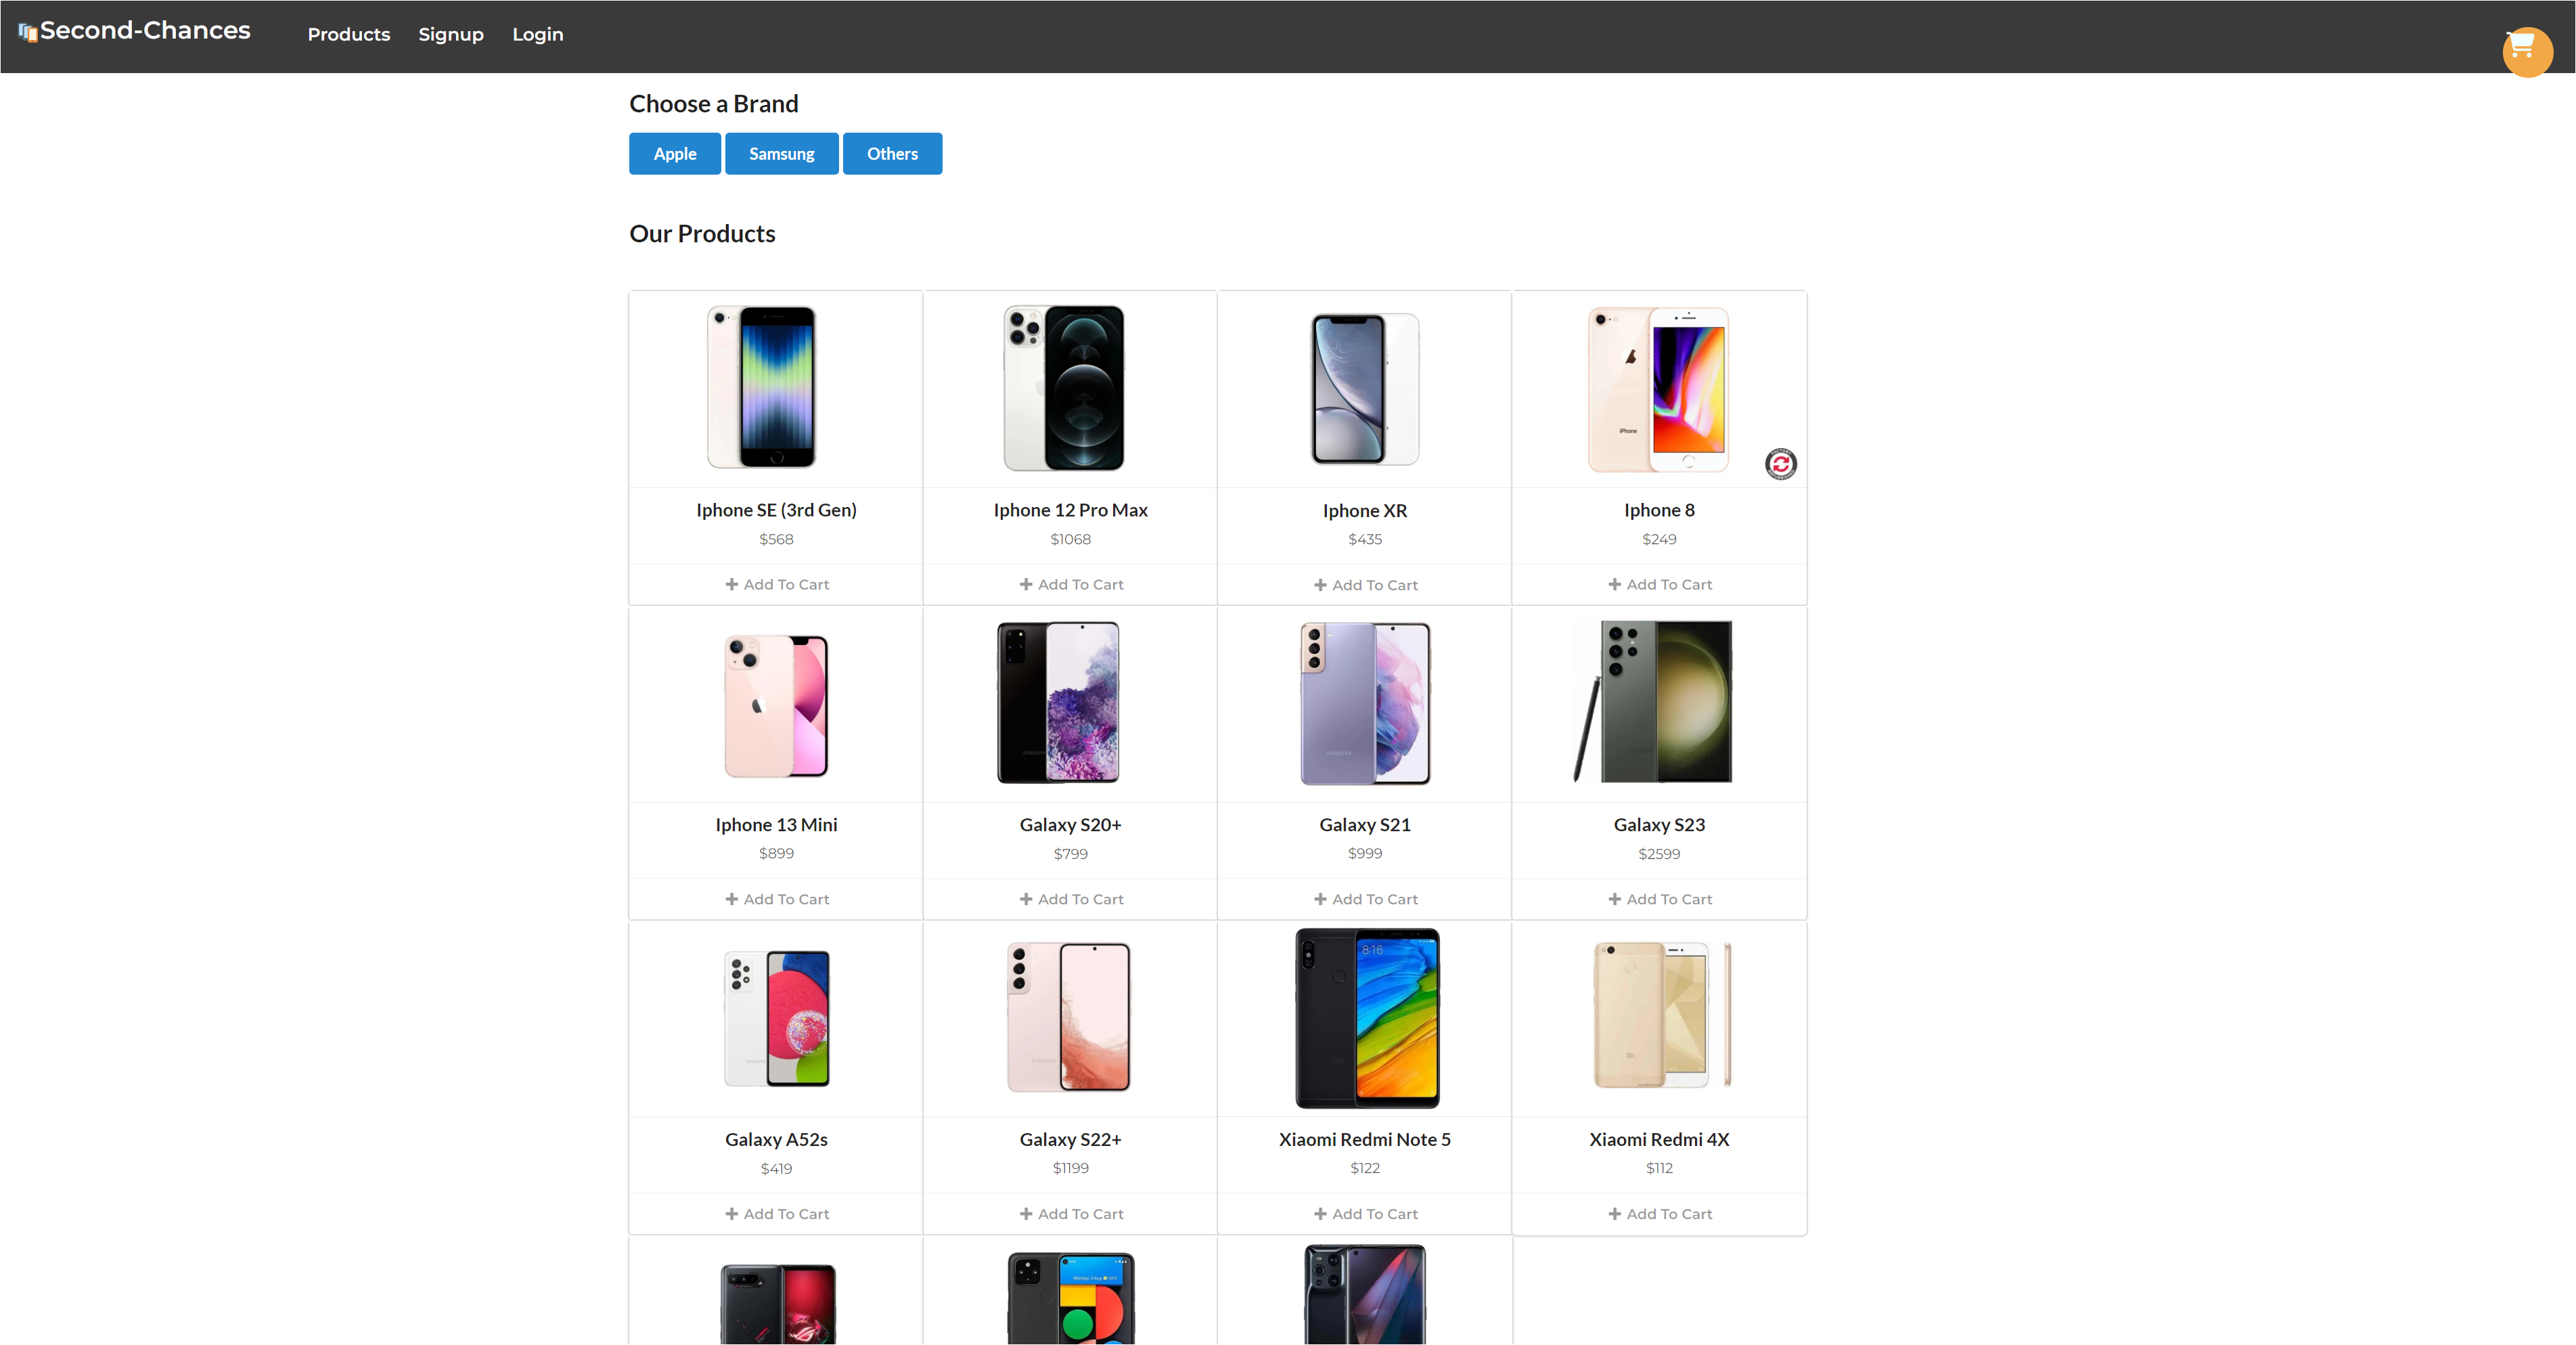 Second-Chances
Products
Signup
Login
Choose a Brand
Apple
Samsung
Others
Our Products
iPhone
Iphone SE (3rd Gen)
Iphone 12 Pro Max
Iphone XR
Iphone 8
$568
$1068
$435
$249
Add To Cart
Add To Cart
Add To Cart
Add To Cart
Iphone 13 Mini
Galaxy S20+
Galaxy S21
Galaxy S23
$899
$799
$999
$2599
Add To Cart
Add To Cart
Add To Cart
Add To Cart
8:16
Galaxy A52s
Galaxy S22+
Xiaomi Redmi Note 5
Xiaomi Redmi 4X
$419
$1199
$122
$112
Add To Cart
Add To Cart
Add To Cart
Add To Cart